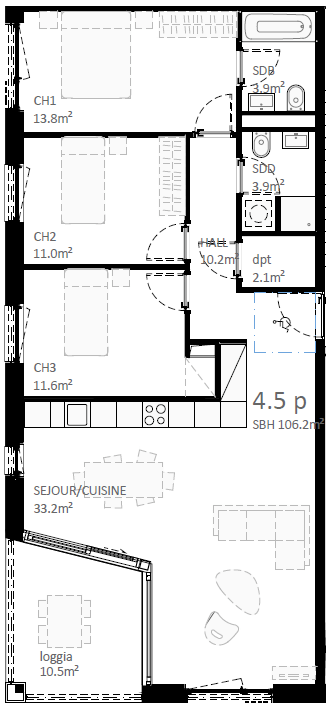 SDB
3.9m²
CH1
13.8m²
SDD
3.9m²
CH2
11.0m²
HALL
10.2m²
dpt
2.1m²
CH3
11.6m²
4.5 p
SBH 106.2m²
SEJOUR/CUISINE
33.2m²
loggia
10.5m²